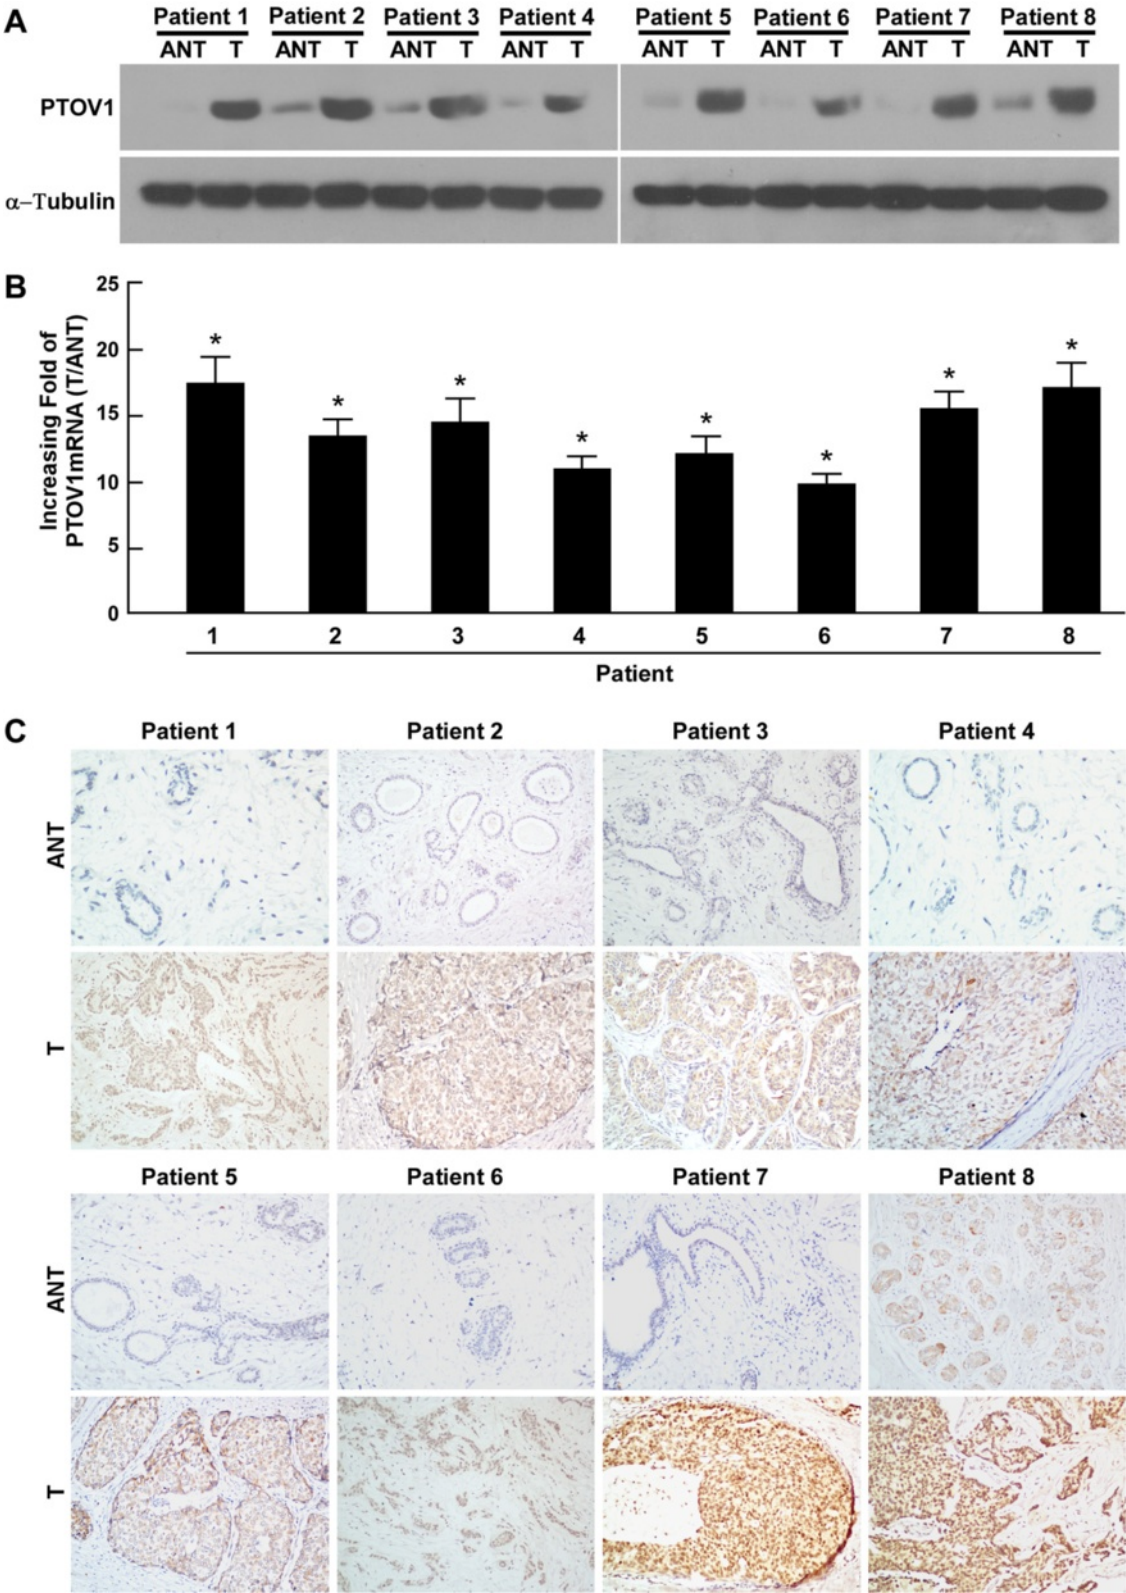 A
Patient 1 Patient 2 Patient 3 Patient 4 Patient 5 Patient 6 Patient 7 Patient 8
ANT T ANT T ANT T ANT T ANT T ANT T ANT T ANT T
PTOV1
α–Tubulin
B
Increasing Fold of
PTOV1mRNA (T/ANT)
25
20
15
10
5
0
* * * * * * * *
1 2 3 4 5 6 7 8
Patient
C
Patient 1 Patient 2 Patient 3 Patient 4
ANT
T
Patient 5 Patient 6 Patient 7 Patient 8
ANT
T